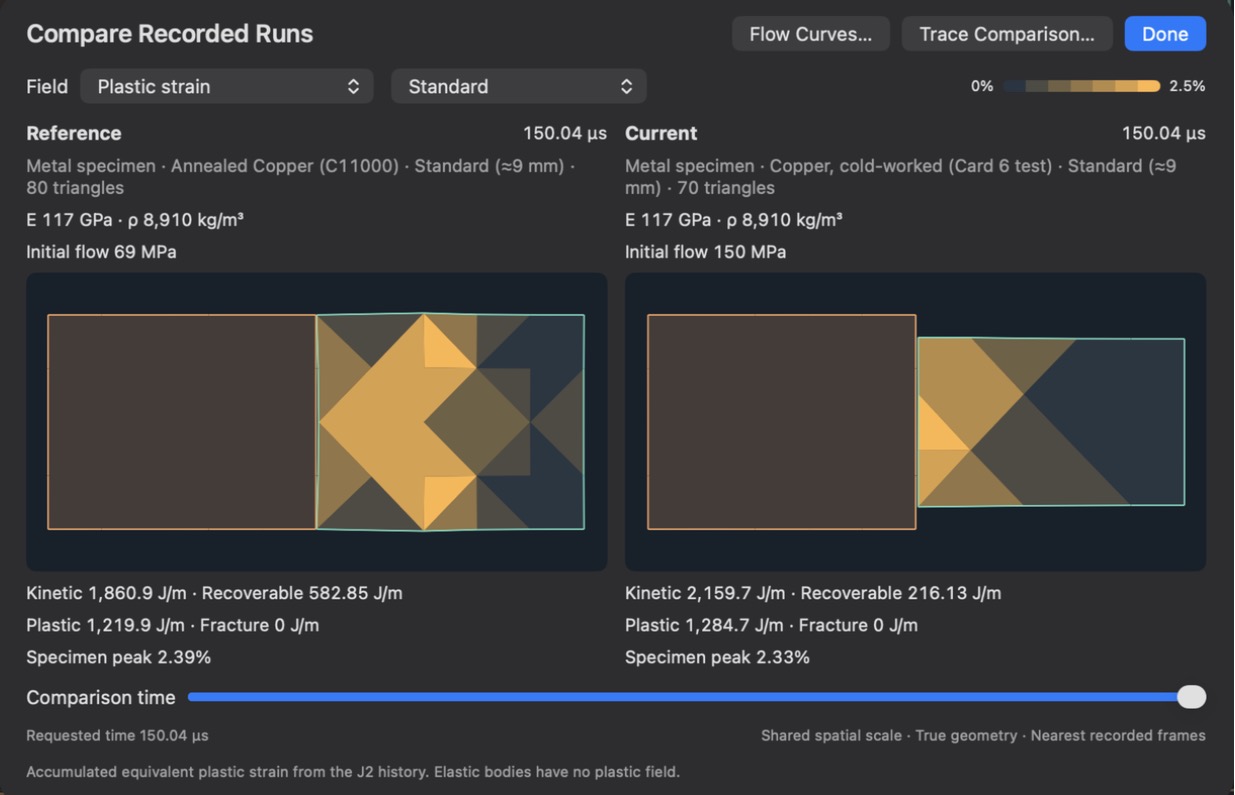 Compare Recorded Runs
Flow Curves...
Trace Comparison...
Done
Field
Plastic strain
Standard
0%
2.5%
Reference
150.04 μs
Metal specimen · Annealed Copper (C11000) · Standard (≈9 mm) ·
80 triangles
E 117 GPa · ρ 8,910 kg/m³
Initial flow 69 MPa
Kinetic 1,860.9 J/m · Recoverable 582.85 J/m
Plastic 1,219.9 J/m · Fracture 0 J/m
Specimen peak 2.39%
Current
150.04 μs
Metal specimen · Copper, cold-worked (Card 6 test) · Standard (≈9
mm) · 70 triangles
E 117 GPa · ρ 8,910 kg/m³
Initial flow 150 MPa
Kinetic 2,159.7 J/m · Recoverable 216.13 J/m
Plastic 1,284.7 J/m · Fracture 0 J/m
Specimen peak 2.33%
Comparison time
Requested time 150.04 μs
Shared spatial scale · True geometry · Nearest recorded frames
Accumulated equivalent plastic strain from the J2 history. Elastic bodies have no plastic field.